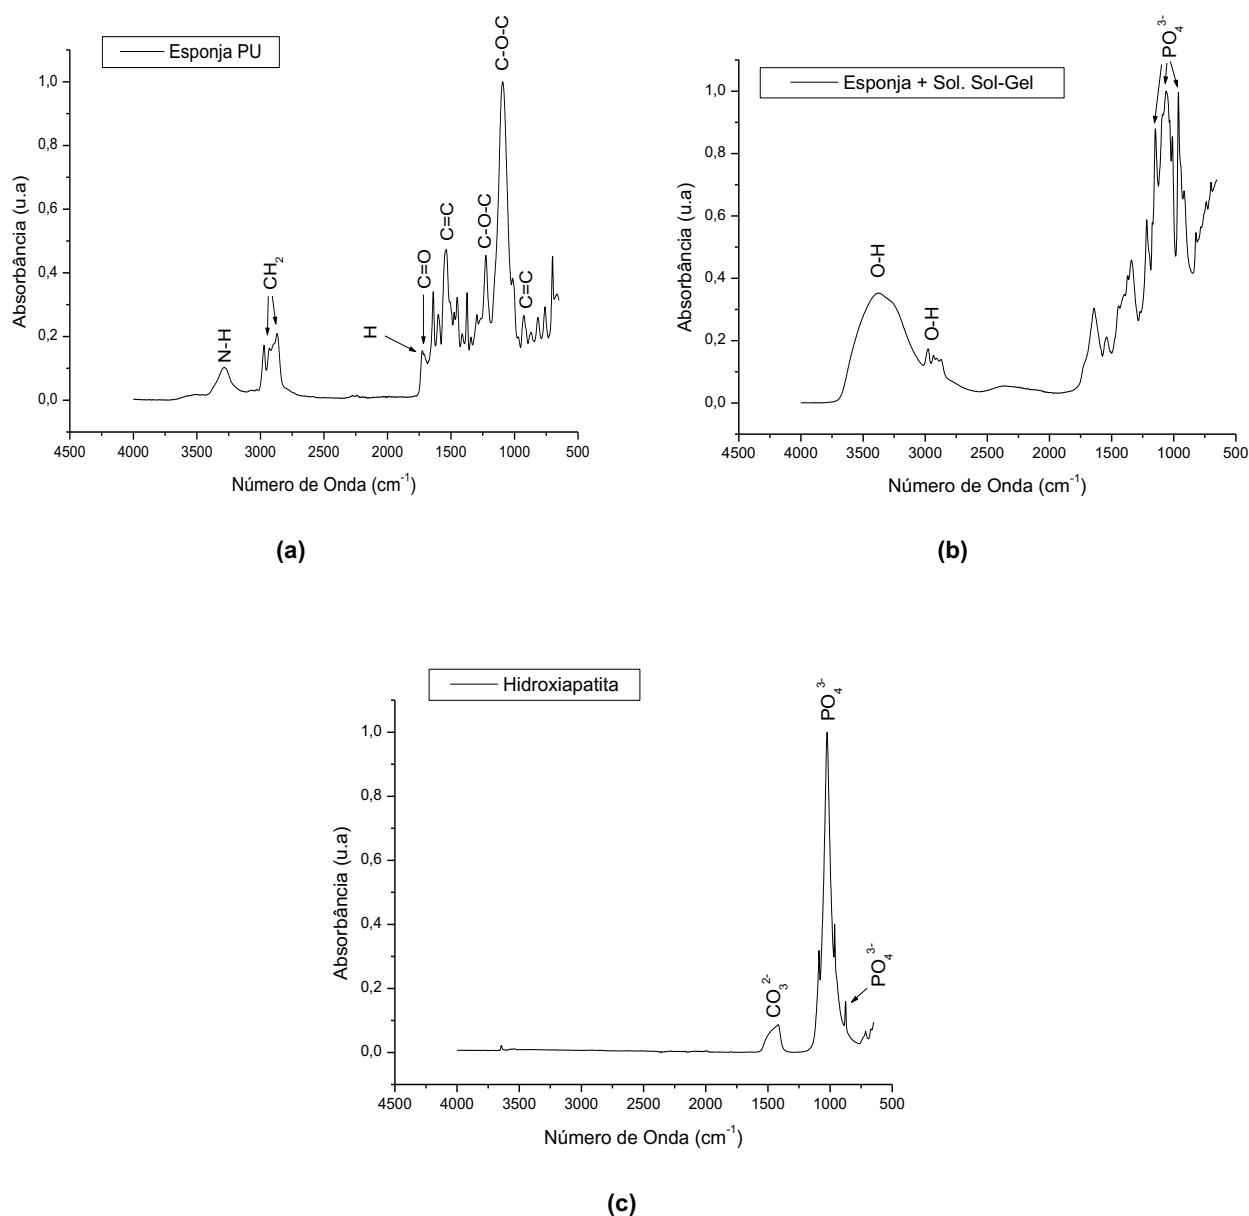 Esponja PU
Absorbância (u.a)
1,0
0,8
0,6
0,4
0,2
0,0
N-H
CH₂
H
C=O
C=C
C-O-C
C-O-C
C=C
4500 4000 3500 3000 2500 2000 1500 1000 500
Número de Onda (cm⁻¹)
(a)
Esponja + Sol. Sol-Gel
Absorbância (u.a)
1,0
0,8
0,6
0,4
0,2
0,0
O-H
O-H
PO₄³⁻
4500 4000 3500 3000 2500 2000 1500 1000 500
Número de Onda (cm⁻¹)
(b)
Hidroxiapatita
Absorbância (u.a)
1,0
0,8
0,6
0,4
0,2
0,0
CO₃²⁻
PO₄³⁻
PO₄³⁻
4500 4000 3500 3000 2500 2000 1500 1000 500
Número de Onda (cm⁻¹)
(c)